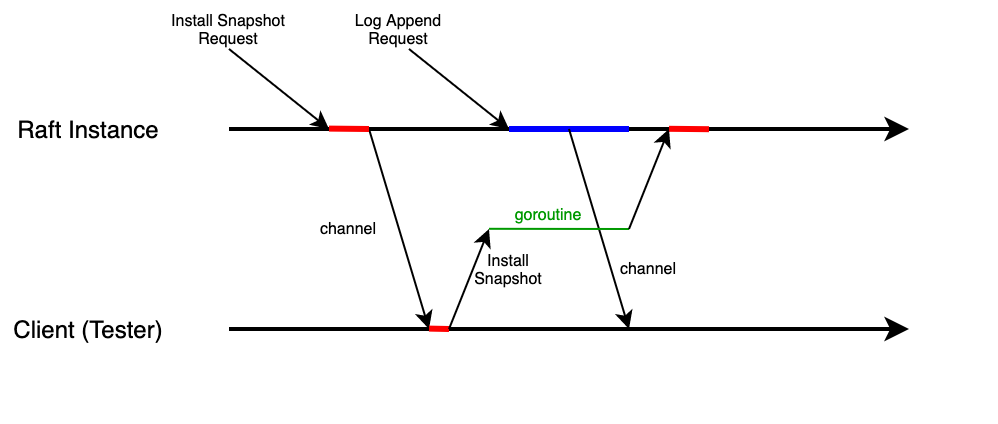 Install Snapshot
Request
Log Append
Request
Raft Instance
goroutine
channel
Install
Snapshot
channel
Client (Tester)